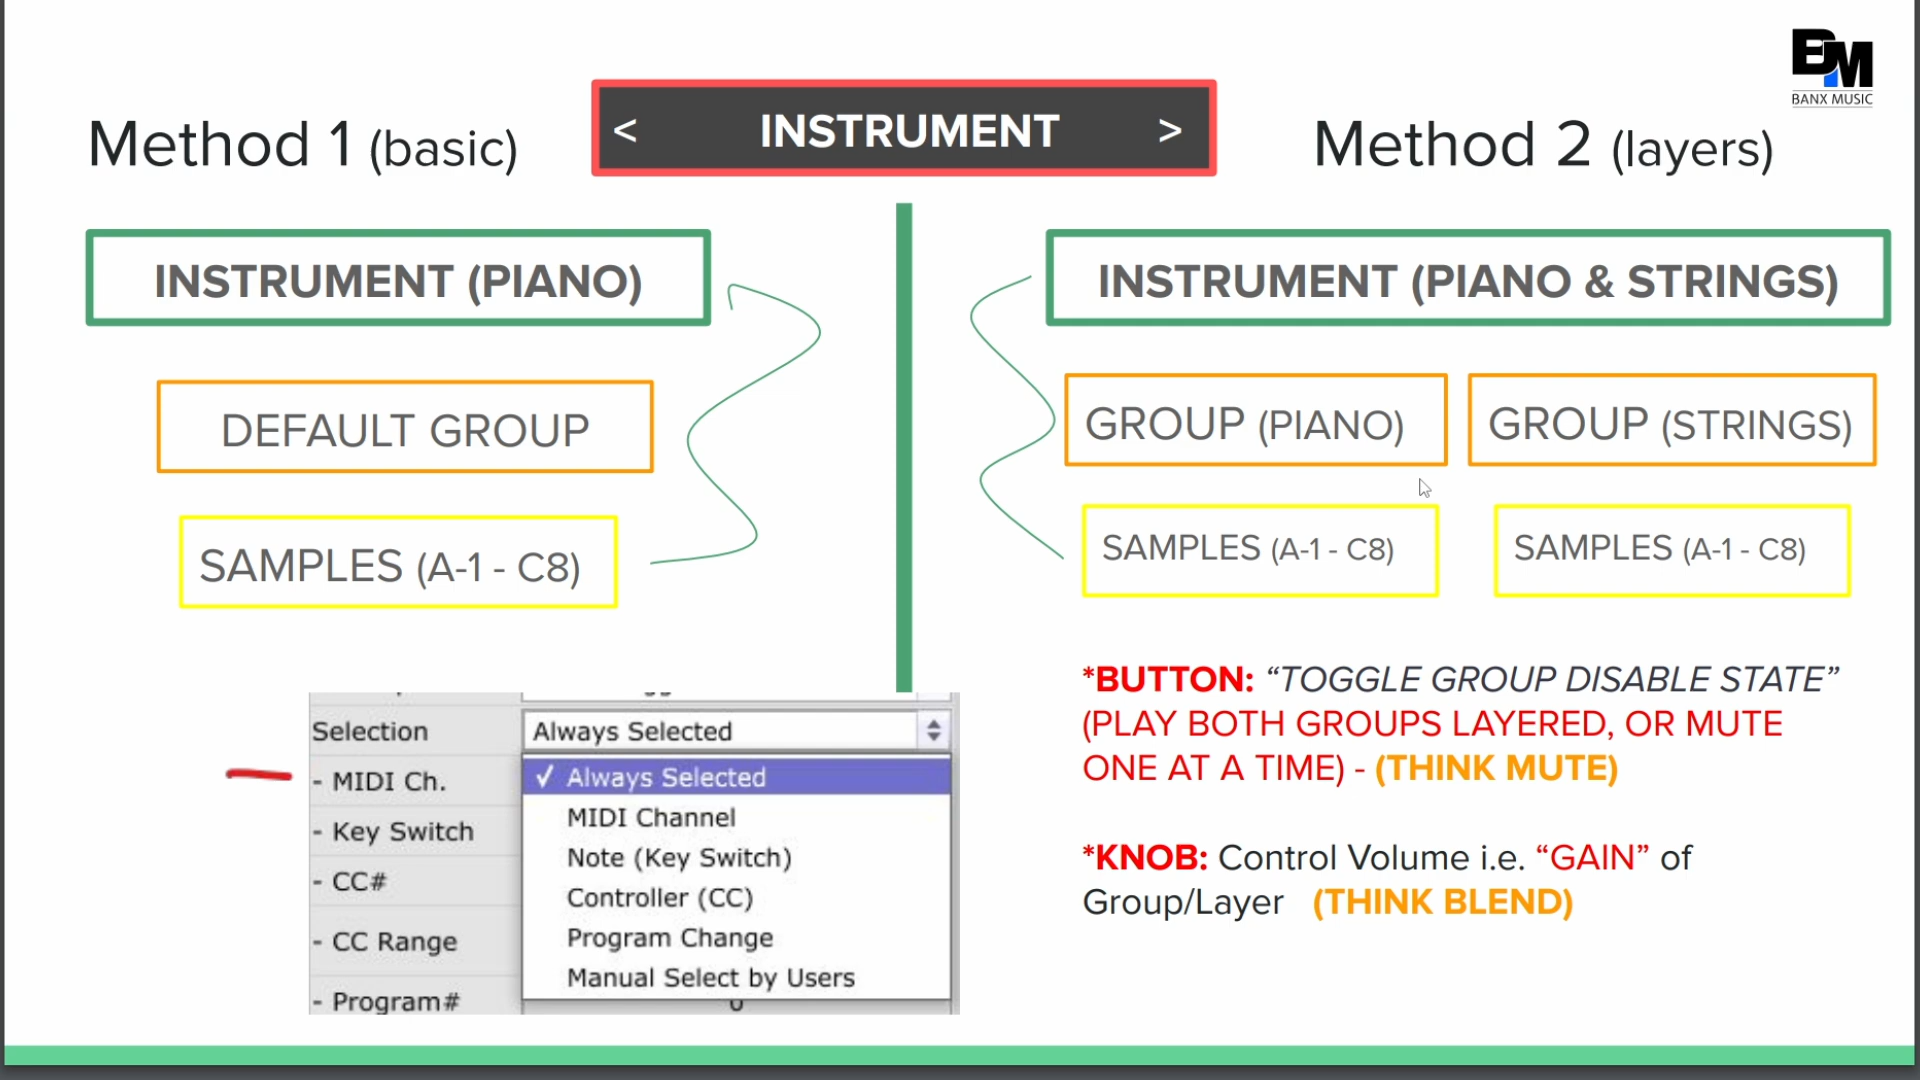 BM
BANX MUSIC
< INSTRUMENT >
Method 1 (basic)
INSTRUMENT (PIANO)
DEFAULT GROUP
SAMPLES (A-1 - C8)
Selection
Always Selected
- MIDI Ch.
- Key Switch
- CC#
- CC Range
- Program#
✓ Always Selected
MIDI Channel
Note (Key Switch)
Controller (CC)
Program Change
Manual Select by Users
Method 2 (layers)
INSTRUMENT (PIANO & STRINGS)
GROUP (PIANO)
GROUP (STRINGS)
SAMPLES (A-1 - C8)
SAMPLES (A-1 - C8)
*BUTTON: “TOGGLE GROUP DISABLE STATE”
(PLAY BOTH GROUPS LAYERED, OR MUTE
ONE AT A TIME) - (THINK MUTE)
*KNOB: Control Volume i.e. “GAIN” of
Group/Layer (THINK BLEND)